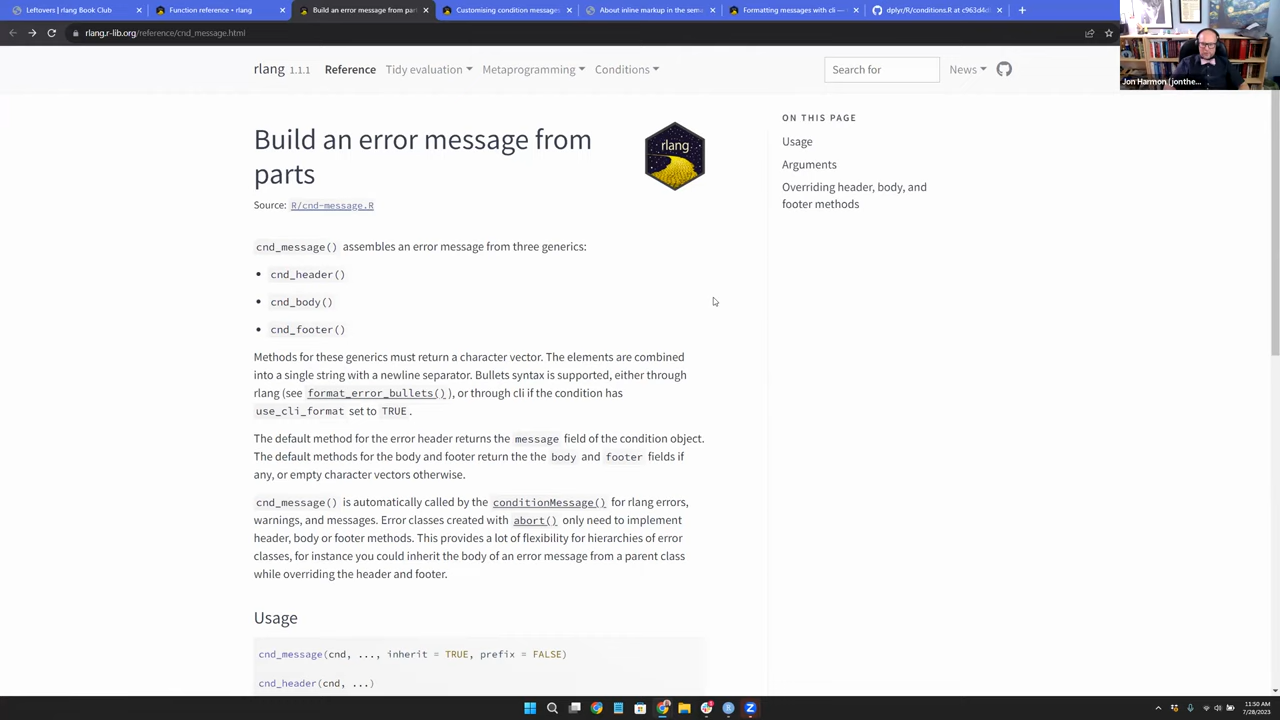 Leftovers | rlang Book Club
Function reference • rlang
Build an error message from par
Customising condition messages
About inline markup in the sem
Formatting messages with cli —
dplyr/R/conditions.R at c963d4d
rlang.r-lib.org/reference/cnd_message.html
rlang 1.1.1 Reference Tidy evaluation Metaprogramming Conditions Search for News
Jon Harmon (jonthe...
Build an error message from
parts
rlang
Source: R/cnd-message.R
cnd_message() assembles an error message from three generics:
• cnd_header()
• cnd_body()
• cnd_footer()
Methods for these generics must return a character vector. The elements are combined
into a single string with a newline separator. Bullets syntax is supported, either through
rlang (see format_error_bullets()), or through cli if the condition has
use_cli_format set to TRUE.
The default method for the error header returns the message field of the condition object.
The default methods for the body and footer return the the body and footer fields if
any, or empty character vectors otherwise.
cnd_message() is automatically called by the conditionMessage() for rlang errors,
warnings, and messages. Error classes created with abort() only need to implement
header, body or footer methods. This provides a lot of flexibility for hierarchies of error
classes, for instance you could inherit the body of an error message from a parent class
while overriding the header and footer.
Usage
cnd_message(cnd, ..., inherit = TRUE, prefix = FALSE)
cnd_header(cnd, ...)
ON THIS PAGE
Usage
Arguments
Overriding header, body, and
footer methods
11:50 AM
7/28/2023